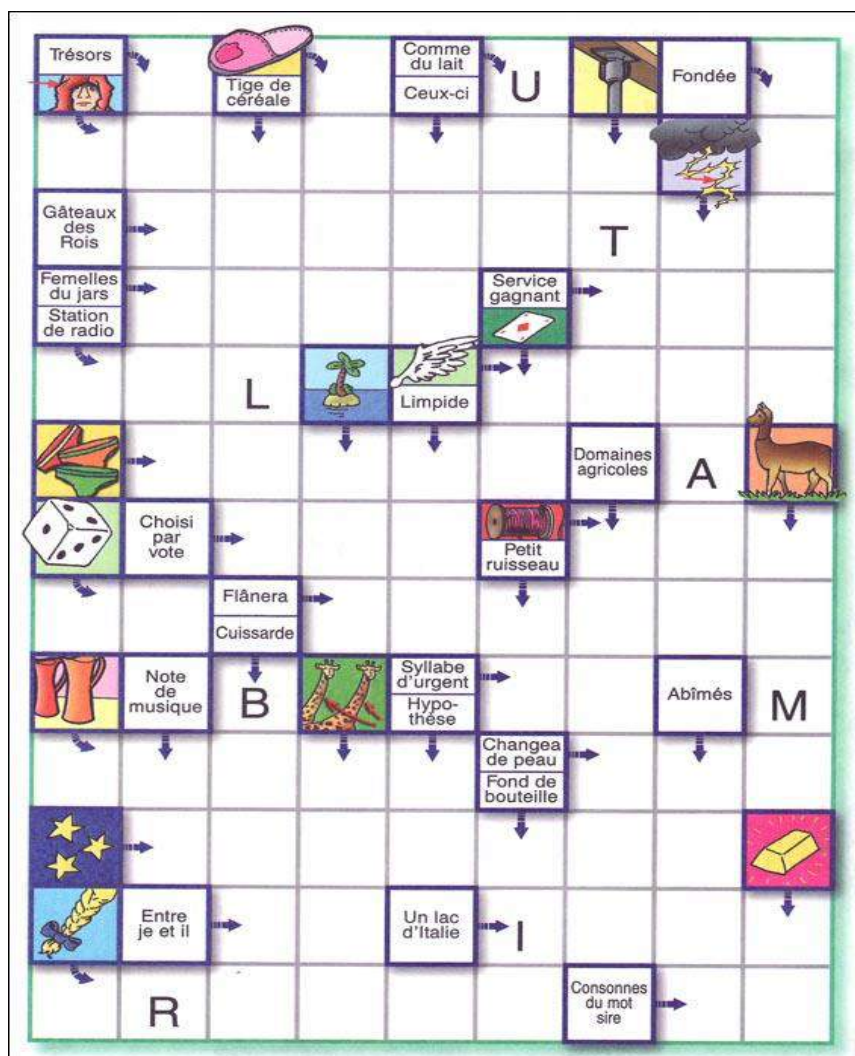 Trésors
Tige de
céréale
Comme
du lait
Ceux-ci
U
Fondée
Gâteaux
des
Rois
T
Femelles
du jars
Station
de radio
Service
gagnant
L
Limpide
Domaines
agricoles
A
Choisi
par
vote
Petit
ruisseau
Flânera
Cuissarde
Note
de
musique
B
Syllabe
d'urgent
Hypo-
thèse
Abîmés
M
Changea
de peau
Fond de
bouteille
Entre
je et il
Un lac
d'Italie
I
R
Consonnes
du mot
sire